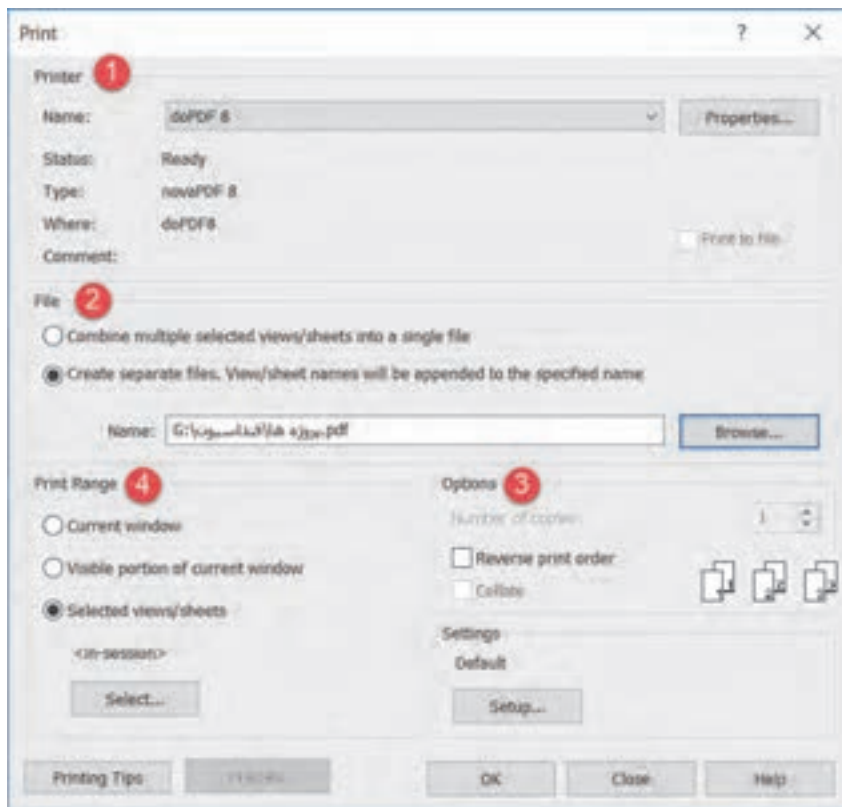 Print ? X
Printer 1
Name: doPDF 8 Properties...
Status: Ready
Type: novaPDF 8
Where: doPDF8
Print to file
Comment:
File 2
Combine multiple selected views/sheets into a single file
Create separate files. View/sheet names will be appended to the specified name
Name: G:\ پروژه ها .pdf Browse...
Print Range 4
Current window
Visible portion of current window
Selected views/sheets
<in-session>
Select...
Options 3
Number of copies: 1
Reverse print order
Collate
Settings
Default
Setup...
Printing Tips Preview OK Close Help